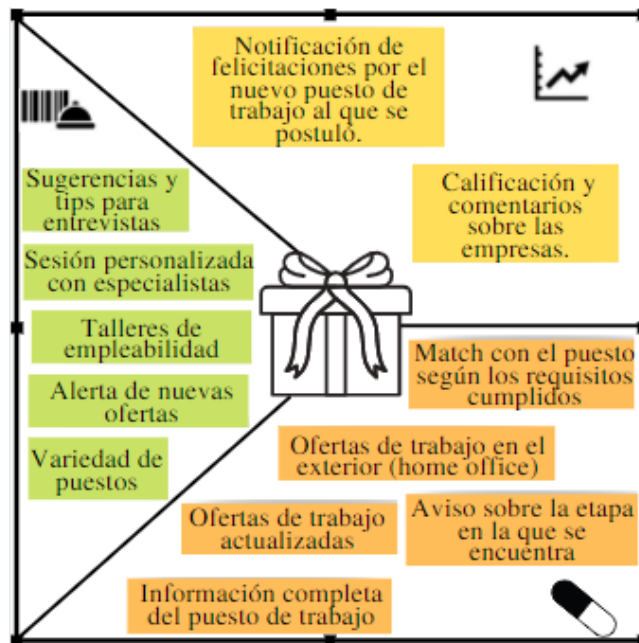 Notificación de
felicitaciones por el
nuevo puesto de
trabajo al que se
postuló.
Calificación y
comentarios
sobre las
empresas.
Sugerencias y
tips para
entrevistas
Sesión personalizada
con especialistas
Talleres de
empleabilidad
Alerta de nuevas
ofertas
Variedad de
puestos
Match con el puesto
según los requisitos
cumplidos
Ofertas de trabajo en el
exterior (home office)
Ofertas de trabajo
actualizadas
Aviso sobre la etapa
en la que se
encuentra
Información completa
del puesto de trabajo